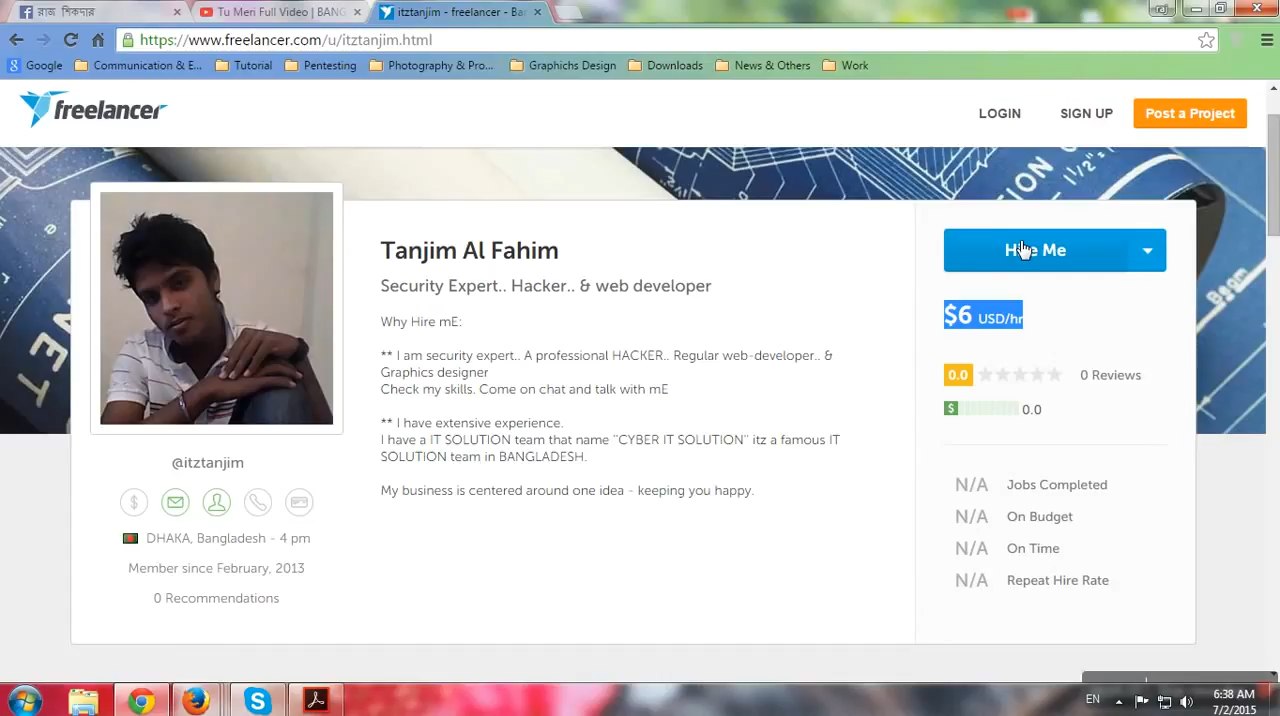 রাজ শিকদার
Tu Meri Full Video | BANG
itztanjim - freelancer - Ba
https://www.freelancer.com/u/itztanjim.html
Google
Communication & E...
Tutorial
Pentesting
Photography & Pro...
Graphichs Design
Downloads
News & Others
Work
freelancer
LOGIN
SIGN UP
Post a Project
Tanjim Al Fahim
Security Expert.. Hacker.. & web developer
Why Hire mE:
** I am security expert.. A professional HACKER.. Regular web-developer.. &
Graphics designer
Check my skills. Come on chat and talk with mE
** I have extensive experience.
I have a IT SOLUTION team that name "CYBER IT SOLUTION" itz a famous IT
SOLUTION team in BANGLADESH.
My business is centered around one idea - keeping you happy.
@itztanjim
DHAKA, Bangladesh - 4 pm
Member since February, 2013
0 Recommendations
Hire Me
$6 USD/hr
0.0
0 Reviews
$
0.0
N/A Jobs Completed
N/A On Budget
N/A On Time
N/A Repeat Hire Rate
EN
6:38 AM
7/2/2015